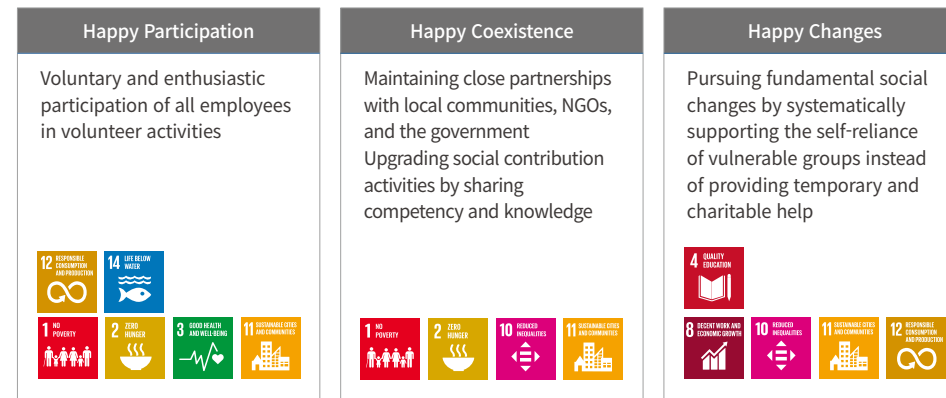 Happy Participation
Voluntary and enthusiastic
participation of all employees
in volunteer activities
12 RESPONSIBLE
CONSUMPTION
AND PRODUCTION
14 LIFE BELOW
WATER
1 NO
POVERTY
2 ZERO
HUNGER
3 GOOD HEALTH
AND WELL-BEING
11 SUSTAINABLE CITIES
AND COMMUNITIES
Happy Coexistence
Maintaining close partnerships
with local communities, NGOs,
and the government
Upgrading social contribution
activities by sharing
competency and knowledge
1 NO
POVERTY
2 ZERO
HUNGER
10 REDUCED
INEQUALITIES
11 SUSTAINABLE CITIES
AND COMMUNITIES
Happy Changes
Pursuing fundamental social
changes by systematically
supporting the self-reliance
of vulnerable groups instead
of providing temporary and
charitable help
4 QUALITY
EDUCATION
8 DECENT WORK AND
ECONOMIC GROWTH
10 REDUCED
INEQUALITIES
11 SUSTAINABLE CITIES
AND COMMUNITIES
12 RESPONSIBLE
CONSUMPTION
AND PRODUCTION